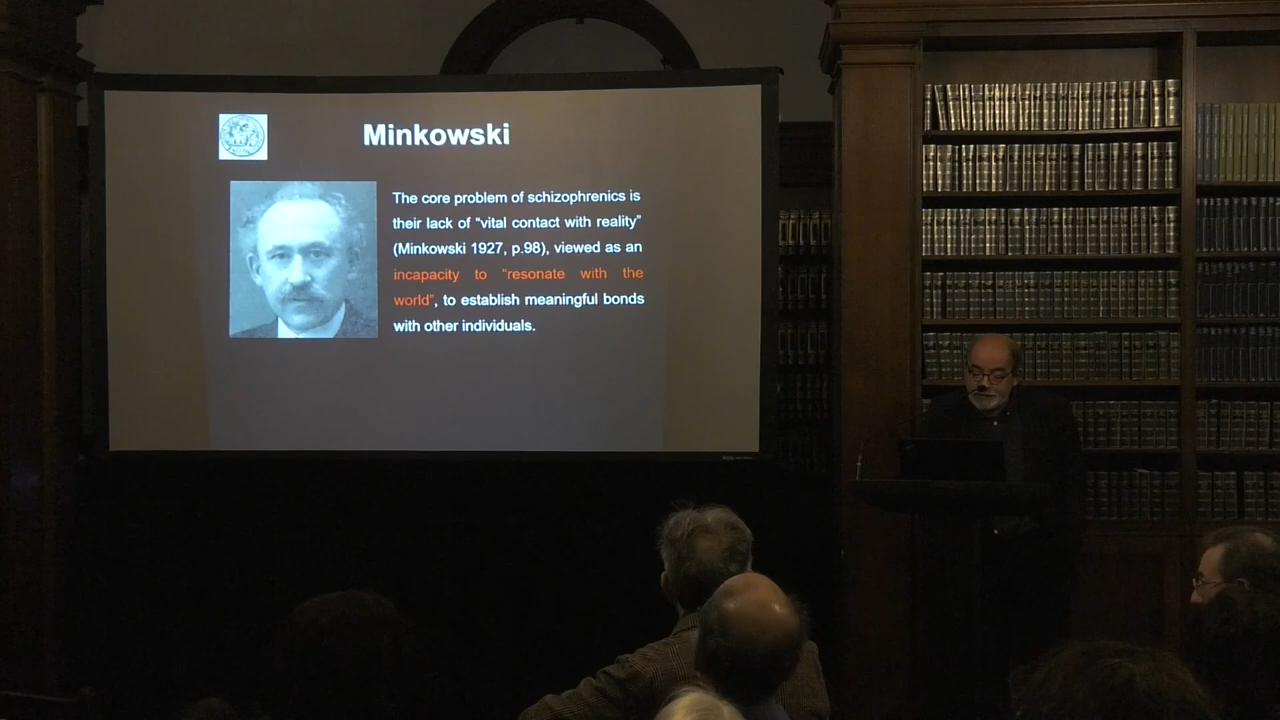 Minkowski
The core problem of schizophrenics is
their lack of "vital contact with reality"
(Minkowski 1927, p.98), viewed as an
incapacity to "resonate with the
world", to establish meaningful bonds
with other individuals.